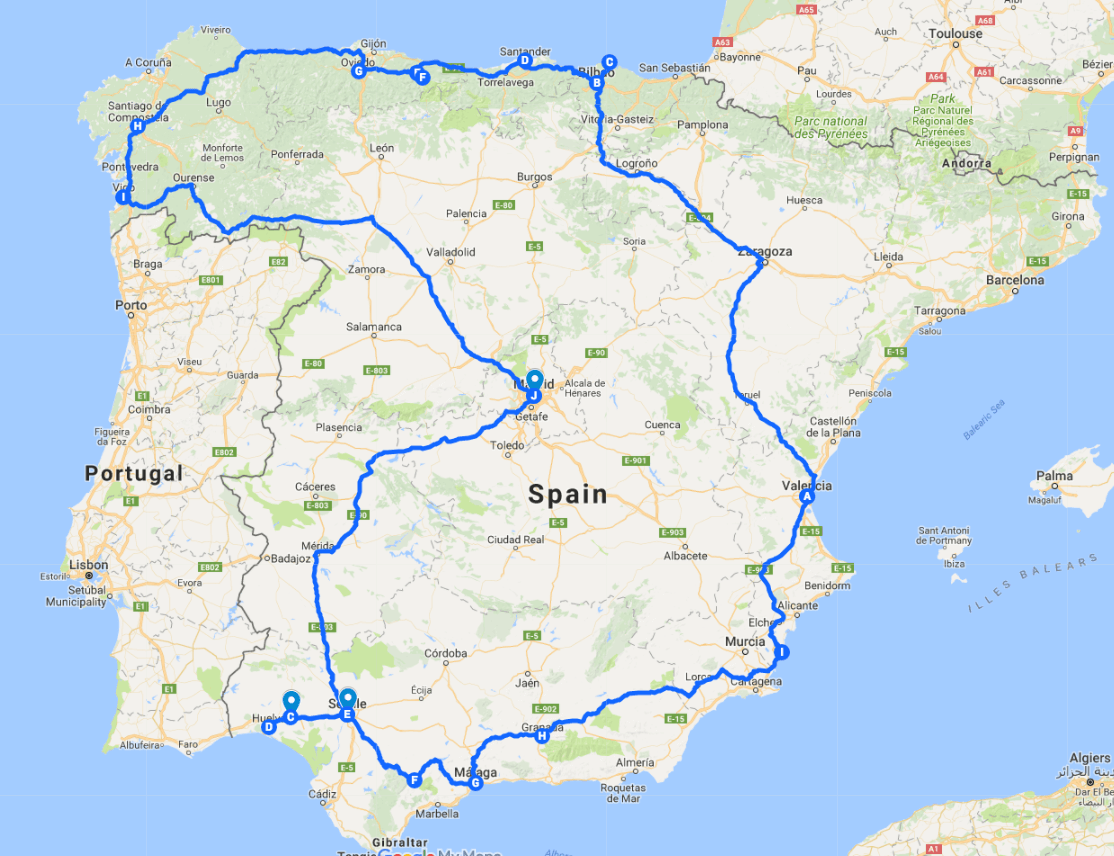 A65
A68
Viveiro
Gijón
A63
Auch
Toulouse
A Coruña
Oviedo
Santander
Bayonne
Bilbao
San Sebastián
Torrelavega
Pau
A64
A61
Carcassonne
Lourdes
Lugo
Santiago de
Compostela
Vitoria-Gasteiz
Pamplona
Parc national
des Pyrénées
Park
Parc Naturel
Régional des
Pyrénées
Ariégeoises
A9
León
Monforte
de Lemos
Ponferrada
Pontevedra
Logroño
Andorra
Perpignan
Ourense
Vigo
Burgos
E-80
Huesca
E-15
Girona
Palencia
E-5
Soria
Zaragoza
Lleida
E82
Valladolid
Braga
E801
Zamora
E-15
Barcelona
Porto
Tarragona
Salou
Salamanca
E-5
E-90
E-15
Viseu
Guarda
E-80
E-803
Madrid
Alcalá de
Henares
Teruel
Peniscola
Coimbra
Getafe
Figueira
da Foz
Plasencia
Cuenca
Castellón
de la Plana
Balearic Sea
E802
Toledo
E-901
Portugal
Cáceres
E-803
E-90
Spain
Valencia
Palma
Magaluf
E1
E-5
Ciudad Real
E-903
E-15
Sant Antoni
de Portmany
Ibiza
Mérida
Badajoz
Albacete
Lisbon
Estoril
E802
Evora
Setúbal
Municipality
E1
E-15
Benidorm
ILLES BALEARS
Alicante
Elche
E-803
E-5
Murcia
Córdoba
Jaén
Lorca
Cartagena
E1
Écija
Seville
Huelva
E-902
Granada
E-15
Albufeira
Faro
Almería
E-5
Málaga
Roquetas
de Mar
Cádiz
Marbella
Algiers
مدينة الجزائر
Gibraltar
A1
Google My Maps
A
B
C
D
F
G
H
I
J
C
D
E
F
G
H
I